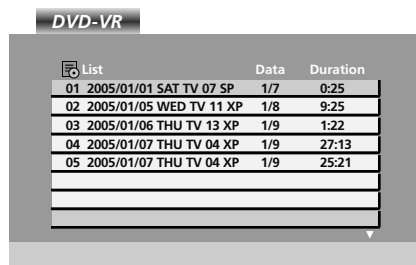 DVD-VR
List Data Duration
01 2005/01/01 SAT TV 07 SP 1/7 0:25
02 2005/01/05 WED TV 11 XP 1/8 9:25
03 2005/01/06 THU TV 13 XP 1/9 1:22
04 2005/01/07 THU TV 04 XP 1/9 27:13
05 2005/01/07 THU TV 04 XP 1/9 25:21